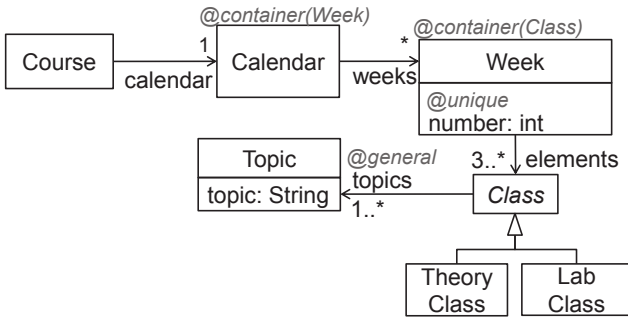 @container(Week)
@container(Class)
Course
1
calendar
Calendar
*
weeks
Week
@unique
number: int
Topic
topic: String
@general
topics
1..*
3..*
elements
Class
Theory
Class
Lab
Class